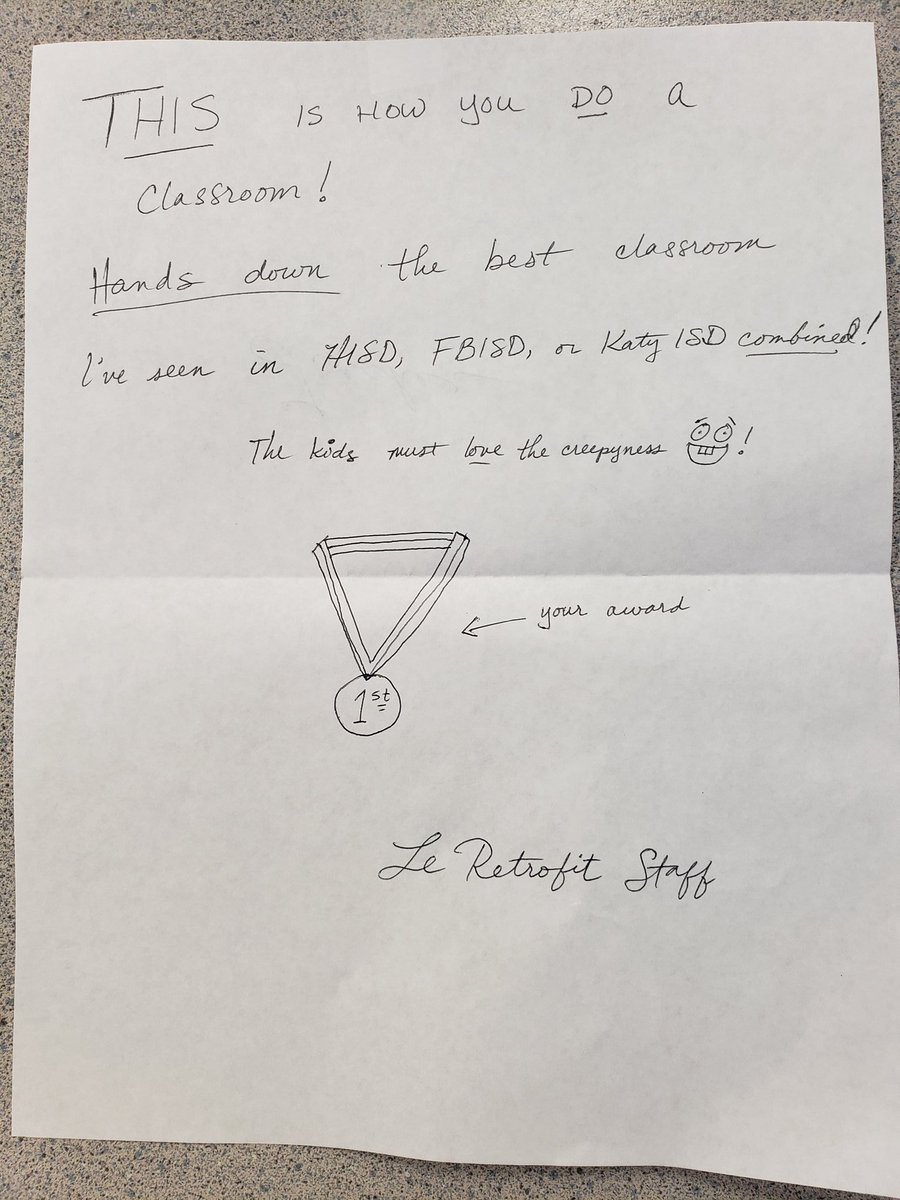 THIS is HOW you DO a
Classroom!
Hands down the best classroom
I've seen in HISD, FBISD, or Katy ISD combined!
The kids must love the creepyness !
your award
1st
Le Retrofit Staff